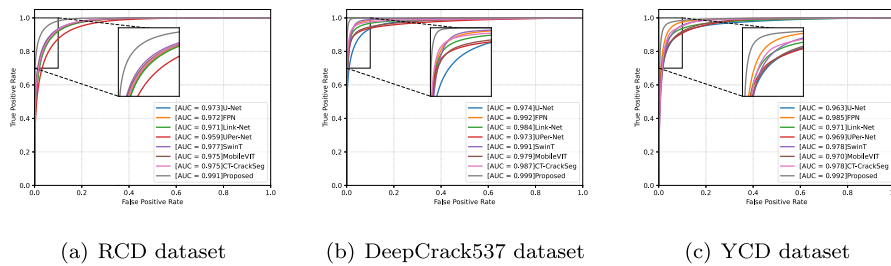 True Positive Rate
1.0
0.8
0.6
0.4
0.2
0.0
0.0 0.2 0.4 0.6 0.8 1.0
False Positive Rate
[AUC = 0.973]U-Net
[AUC = 0.972]FPN
[AUC = 0.971]Link-Net
[AUC = 0.959]UPer-Net
[AUC = 0.977]SwinT
[AUC = 0.975]MobileVIT
[AUC = 0.975]CT-CrackSeg
[AUC = 0.991]Proposed
(a) RCD dataset
True Positive Rate
1.0
0.8
0.6
0.4
0.2
0.0
0.0 0.2 0.4 0.6 0.8 1.0
False Positive Rate
[AUC = 0.974]U-Net
[AUC = 0.992]FPN
[AUC = 0.984]Link-Net
[AUC = 0.973]UPer-Net
[AUC = 0.991]SwinT
[AUC = 0.979]MobileVIT
[AUC = 0.987]CT-CrackSeg
[AUC = 0.999]Proposed
(b) DeepCrack537 dataset
True Positive Rate
1.0
0.8
0.6
0.4
0.2
0.0
0.0 0.2 0.4 0.6 0.8 1.0
False Positive Rate
[AUC = 0.963]U-Net
[AUC = 0.985]FPN
[AUC = 0.971]Link-Net
[AUC = 0.969]UPer-Net
[AUC = 0.978]SwinT
[AUC = 0.970]MobileVIT
[AUC = 0.978]CT-CrackSeg
[AUC = 0.992]Proposed
(c) YCD dataset